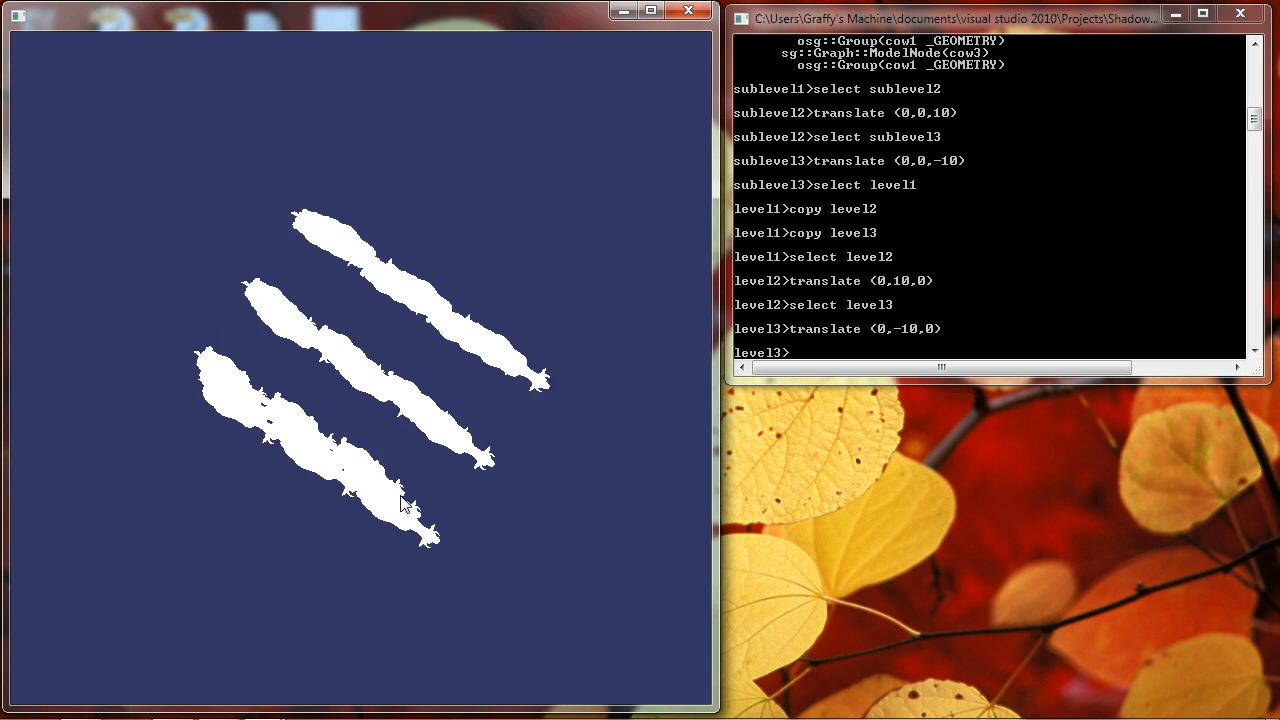 C:\Users\Graffy's Machine\documents\visual studio 2010\Projects\Shadow...
osg::Group(cow1 _GEOMETRY)
sg::Graph::ModelNode(cow3)
osg::Group(cow1 _GEOMETRY)
sublevel1>select sublevel2
sublevel2>translate (0,0,10)
sublevel2>select sublevel3
sublevel3>translate (0,0,-10)
sublevel3>select level1
level1>copy level2
level1>copy level3
level1>select level2
level2>translate (0,10,0)
level2>select level3
level3>translate (0,-10,0)
level3>